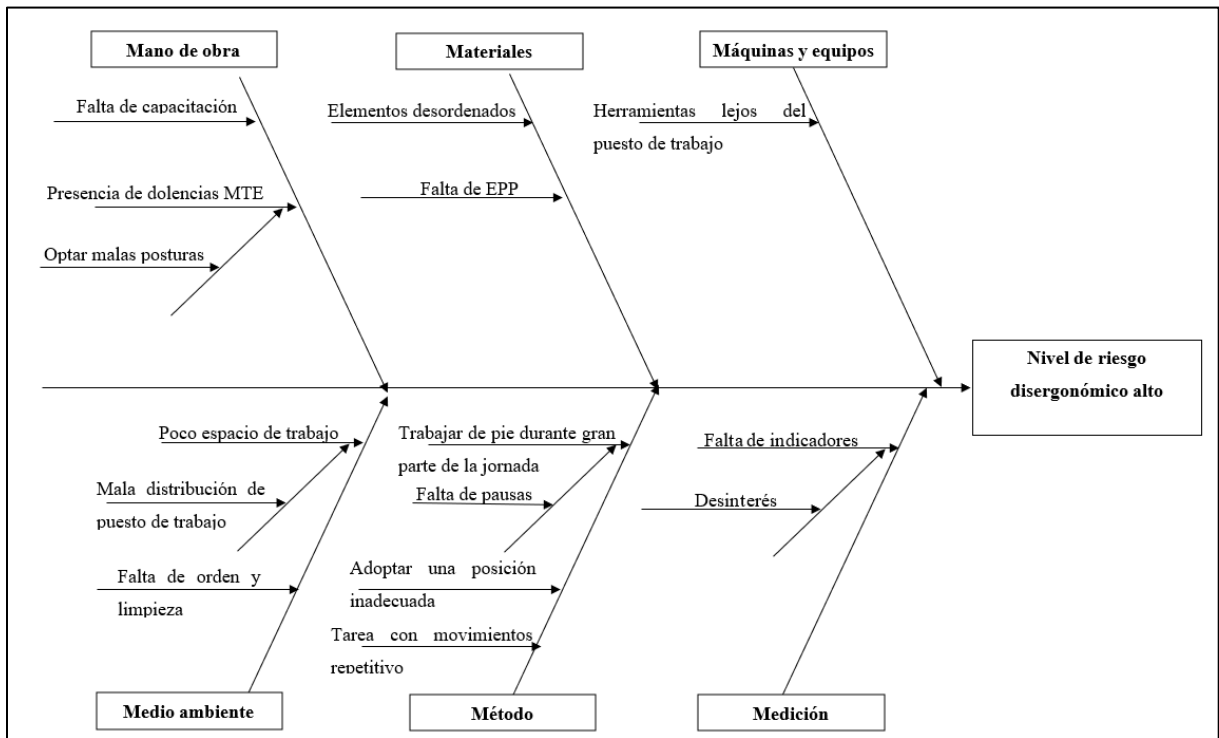 Mano de obra
Materiales
Máquinas y equipos
Falta de capacitación
Elementos desordenados
Herramientas lejos del
puesto de trabajo
Presencia de dolencias MTE
Falta de EPP
Optar malas posturas
Nivel de riesgo
disergonómico alto
Poco espacio de trabajo
Trabajar de pie durante gran
parte de la jornada
Falta de indicadores
Mala distribución de
puesto de trabajo
Falta de pausas
Desinterés
Falta de orden y
limpieza
Adoptar una posición
inadecuada
Tarea con movimientos
repetitivo
Medio ambiente
Método
Medición